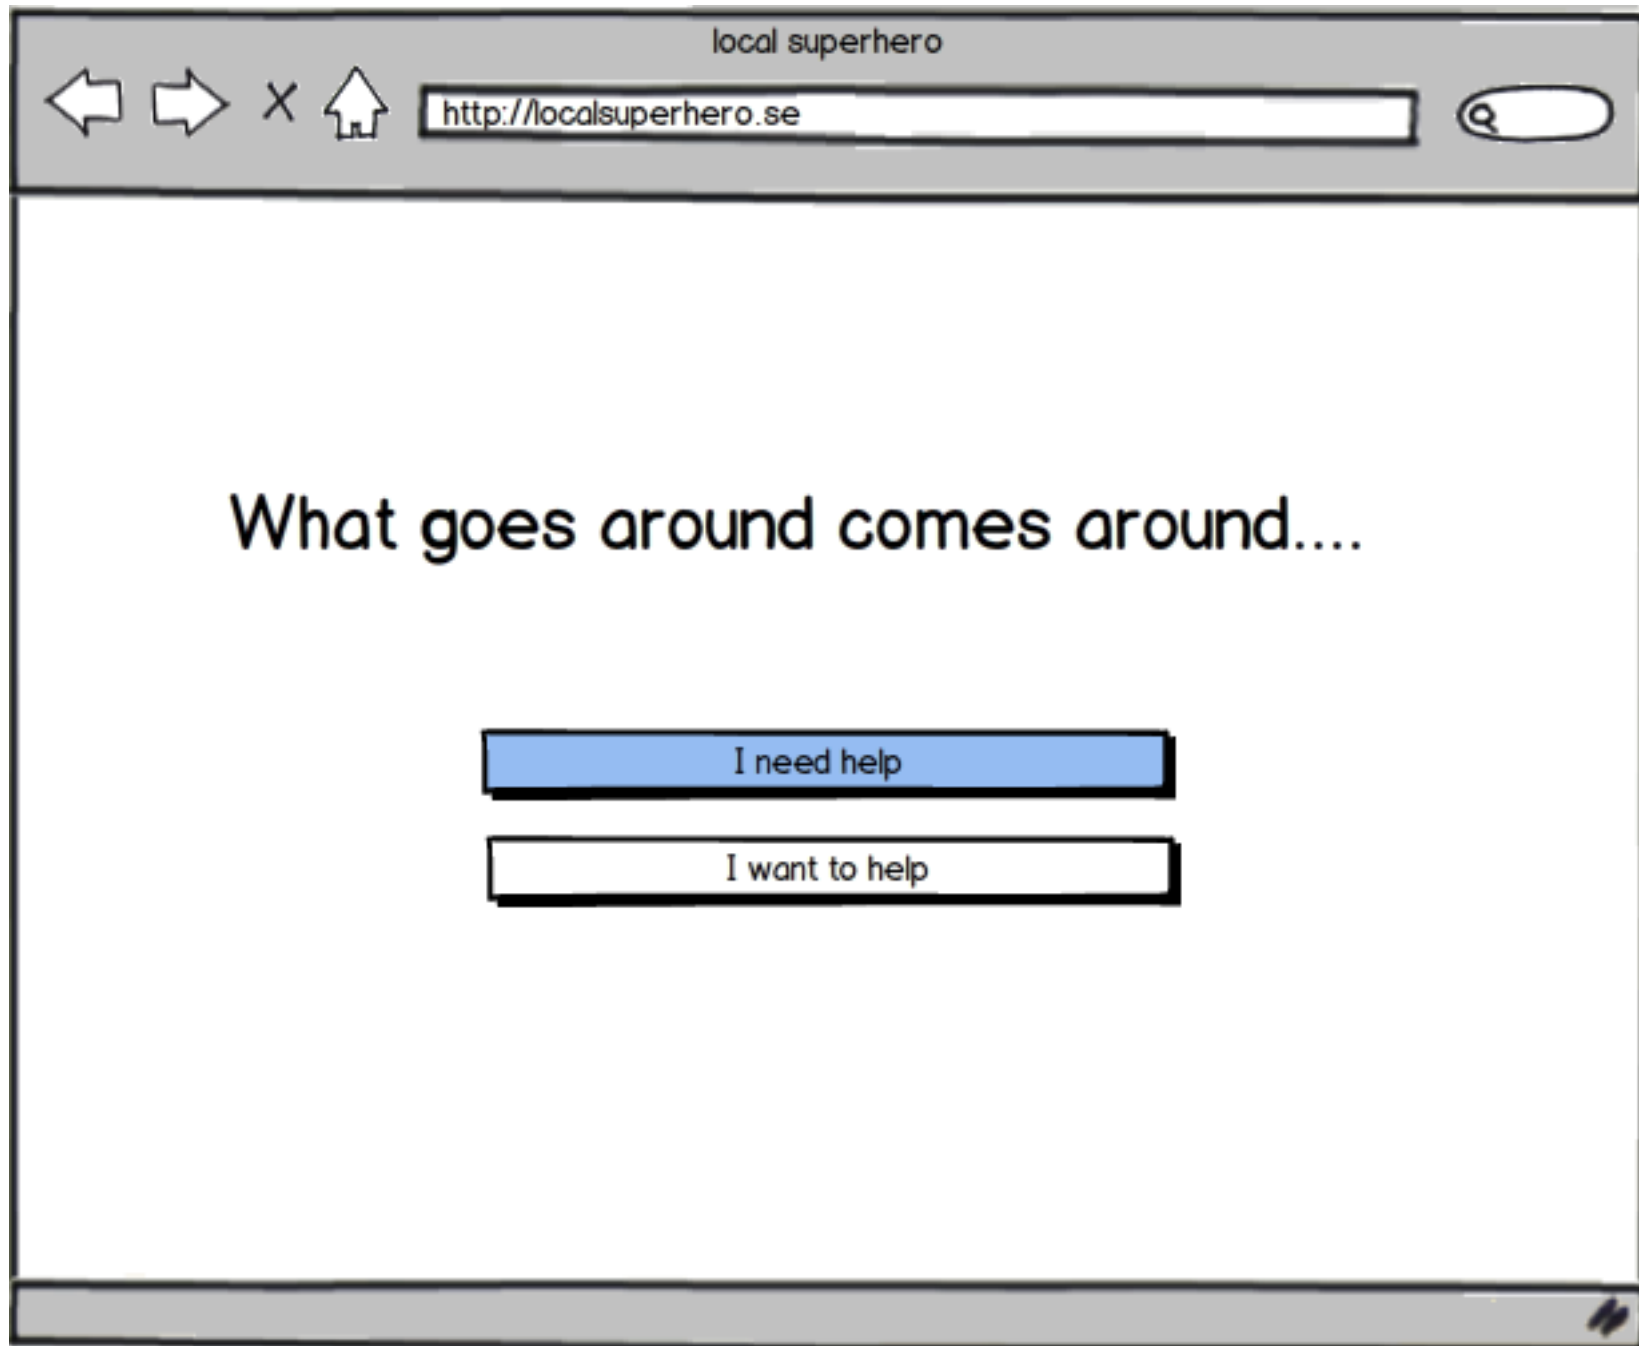 local superhero
http://localsuperhero.se
What goes around comes around....
I need help
I want to help